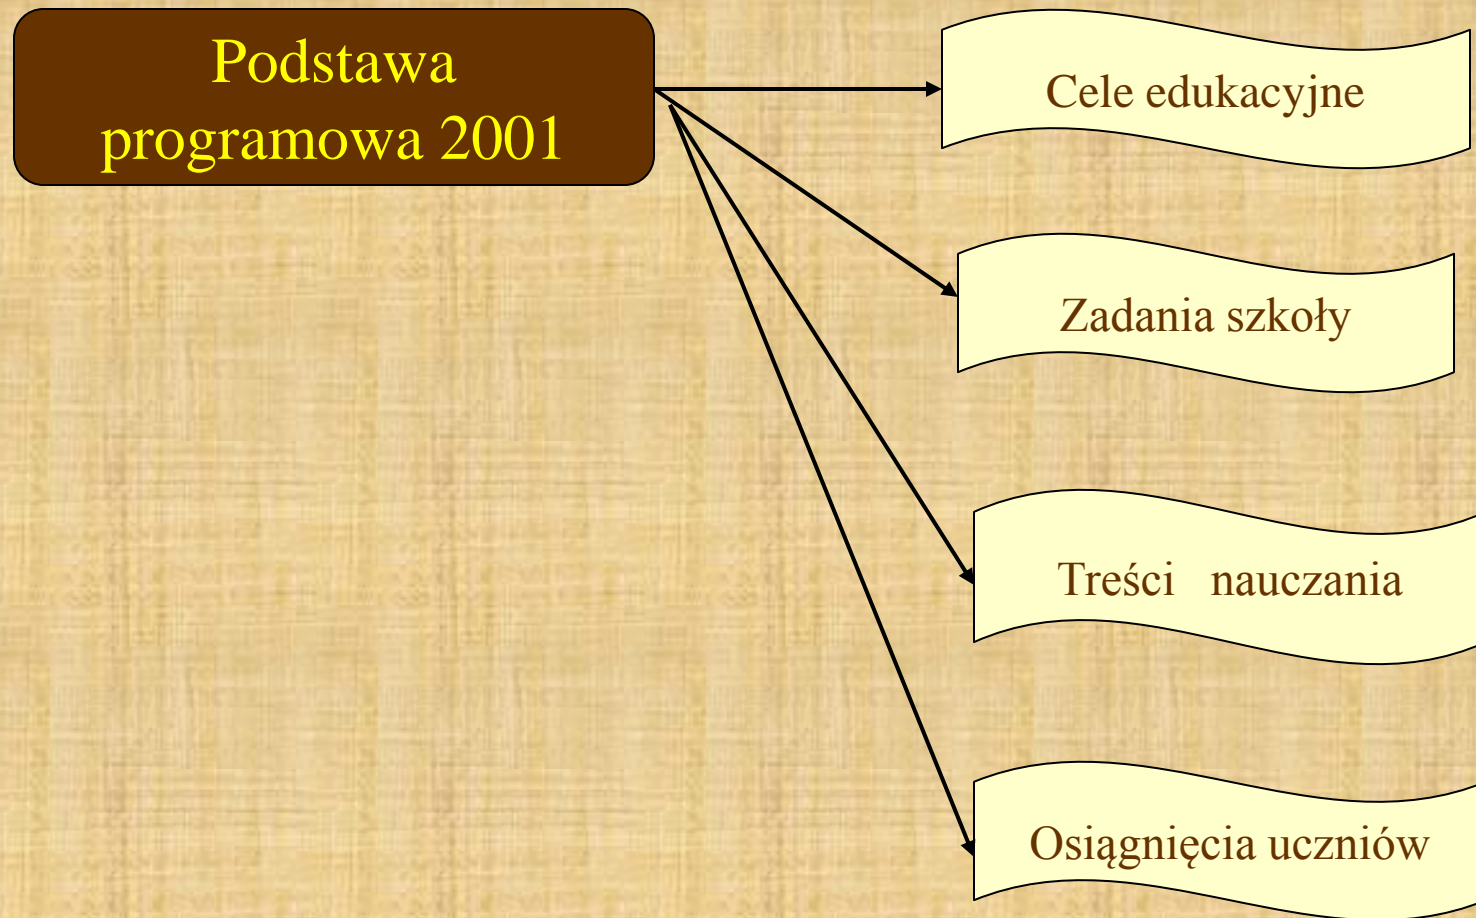 Podstawa
programowa 2001
Cele edukacyjne
Zadania szkoły
Treści nauczania
Osiągnięcia uczniów